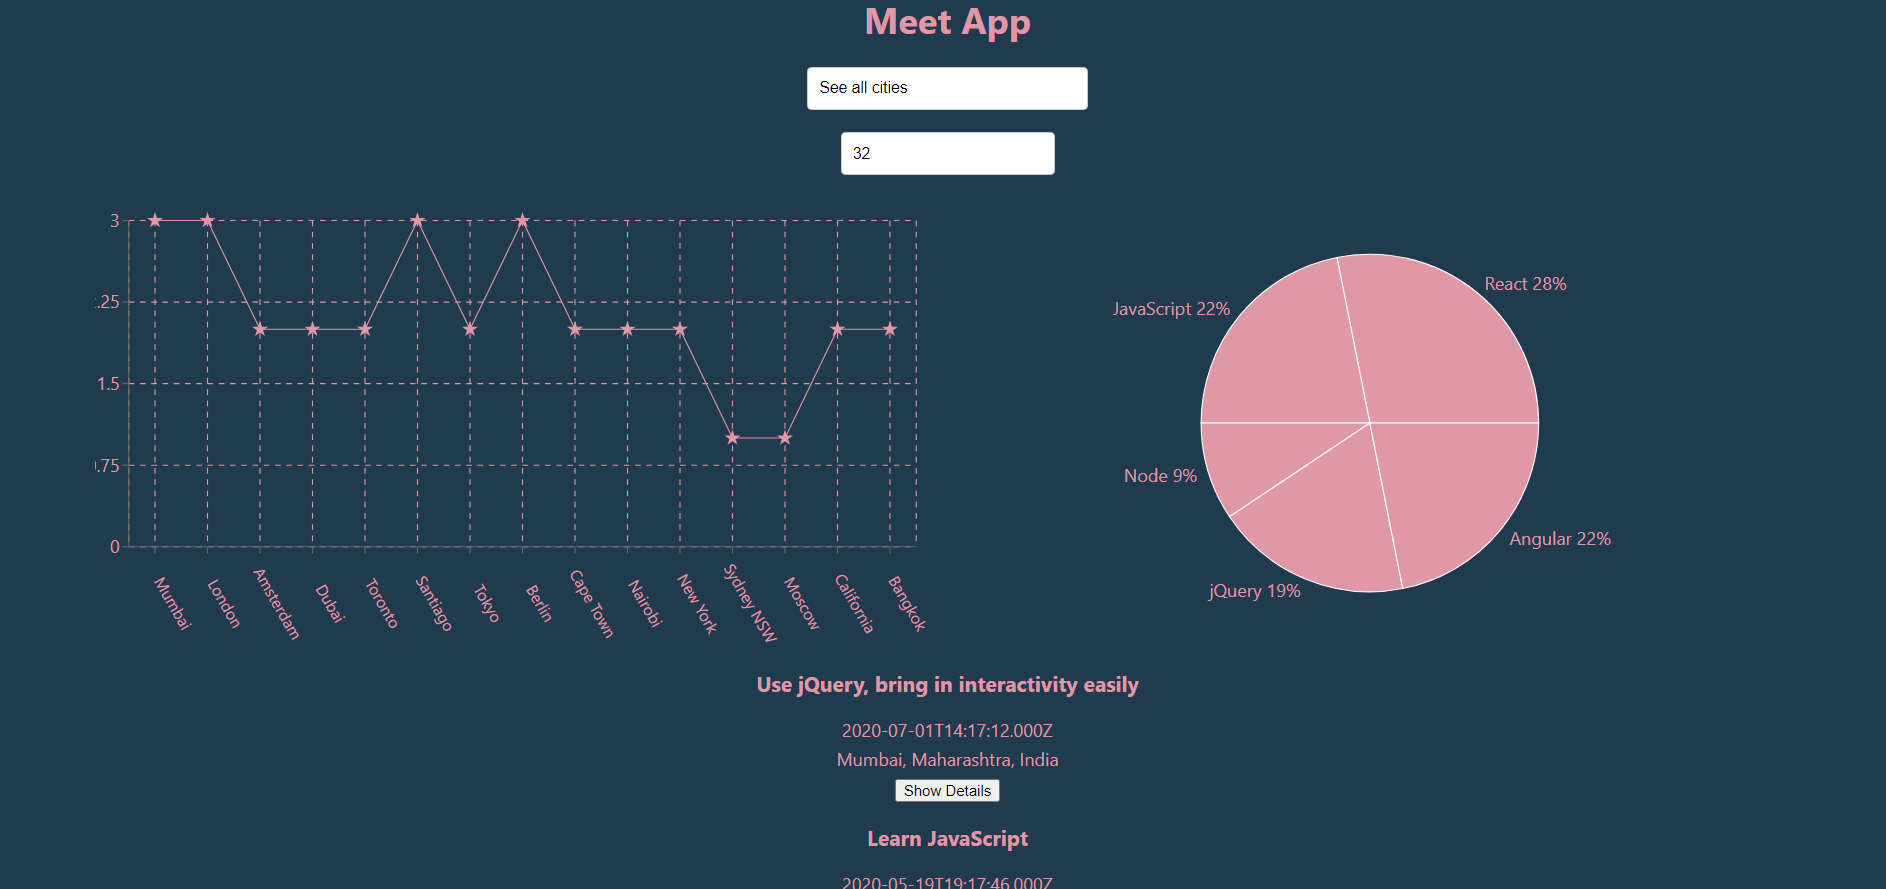 Meet App
See all cities
32
3
.25
1.5
.75
0
Mumbai
London
Amsterdam
Dubai
Toronto
Santiago
Tokyo
Berlin
Cape Town
Nairobi
New York
Sydney NSW
Moscow
California
Bangkok
React 28%
JavaScript 22%
Node 9%
jQuery 19%
Angular 22%
Use jQuery, bring in interactivity easily
2020-07-01T14:17:12.000Z
Mumbai, Maharashtra, India
Show Details
Learn JavaScript
2020-05-19T19:17:46.000Z